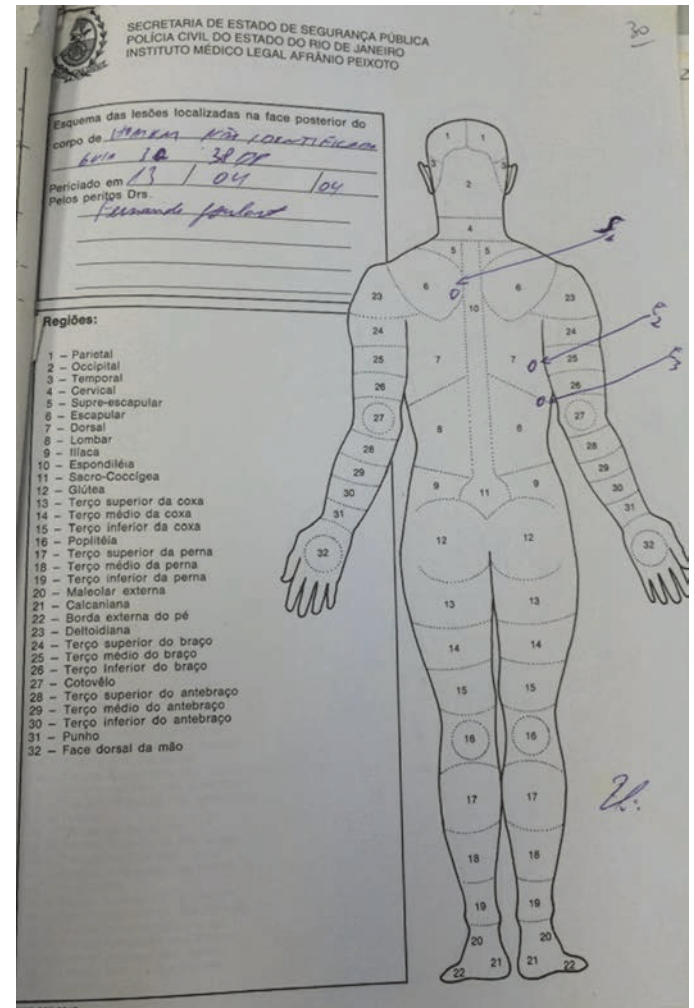 SECRETARIA DE ESTADO DE SEGURANÇA PÚBLICA
POLÍCIA CIVIL DO ESTADO DO RIO DE JANEIRO
INSTITUTO MÉDICO LEGAL AFRÂNIO PEIXOTO
30
Esquema das lesões localizadas na face posterior do
corpo de HOMEM NÃO IDENTIFICADO
GUIA 38 DP
Periciado em 13 / 04 / 04
Pelos peritos Drs.
Fernando
Regiões:
1 – Parietal
2 – Occipital
3 – Temporal
4 – Cervical
5 – Supre-escapular
6 – Escapular
7 – Dorsal
8 – Lombar
9 – Ilíaca
10 – Espondiléia
11 – Sacro-Coccígea
12 – Glútea
13 – Terço superior da coxa
14 – Terço médio da coxa
15 – Terço inferior da coxa
16 – Poplitéia
17 – Terço superior da perna
18 – Terço médio da perna
19 – Terço inferior da perna
20 – Maleolar externa
21 – Calcaniana
22 – Borda externa do pé
23 – Deltoidiana
24 – Terço superior do braço
25 – Terço médio do braço
26 – Terço Inferior do braço
27 – Cotovêlo
28 – Terço superior do antebraço
29 – Terço médio do antebraço
30 – Terço inferior do antebraço
31 – Punho
32 – Face dorsal da mão
1 1
3 3
2
4
5 5
6 6
10
23 23
24 24
7 7
25 25
26 26
27 27
8 8
28 28
29 29
9 11 9
30 30
31 31
12 12
32 32
13 13
14 14
15 15
16 16
17 17
18 18
19 19
20 20
21 21
22 22